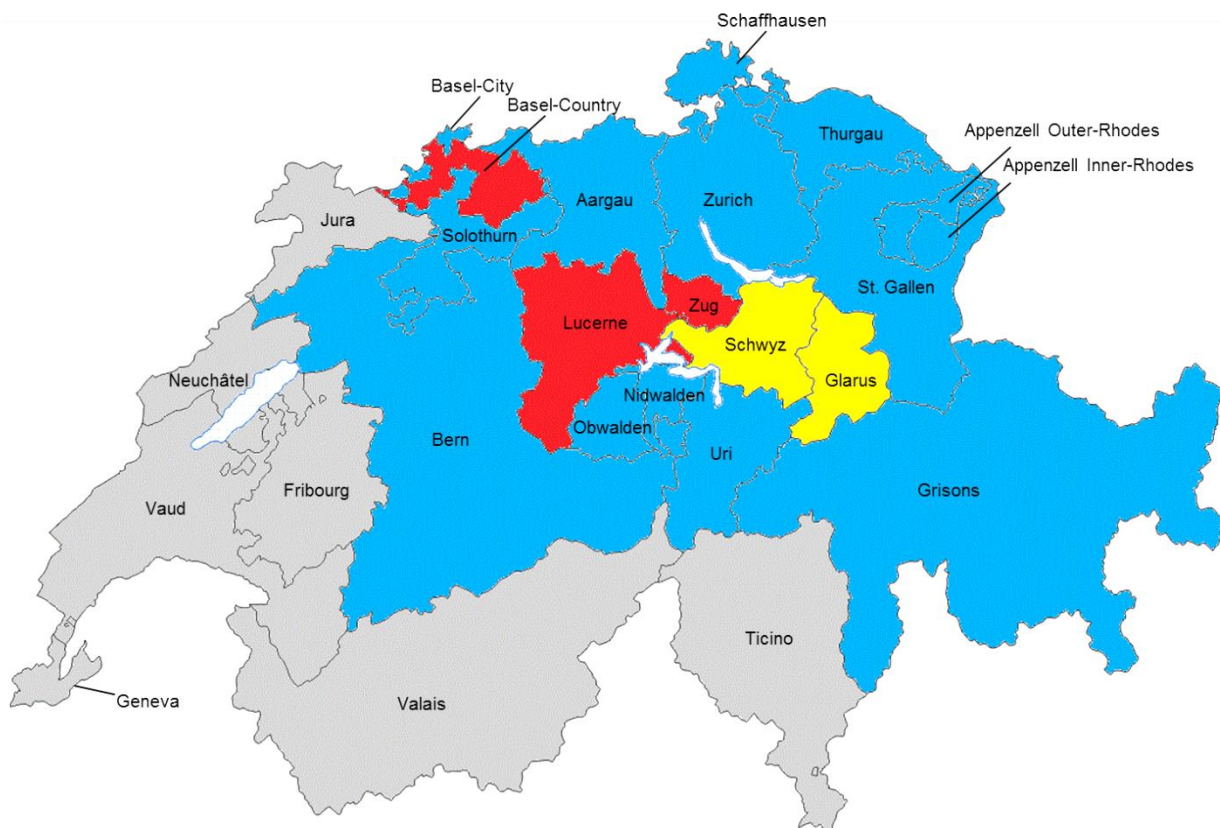 Schaffhausen
Basel-City
Basel-Country
Thurgau
Appenzell Outer-Rhodes
Appenzell Inner-Rhodes
Aargau
Zurich
Jura
Solothurn
St. Gallen
Zug
Lucerne
Schwyz
Neuchâtel
Glarus
Nidwalden
Obwalden
Bern
Uri
Fribourg
Grisons
Vaud
Ticino
Geneva
Valais